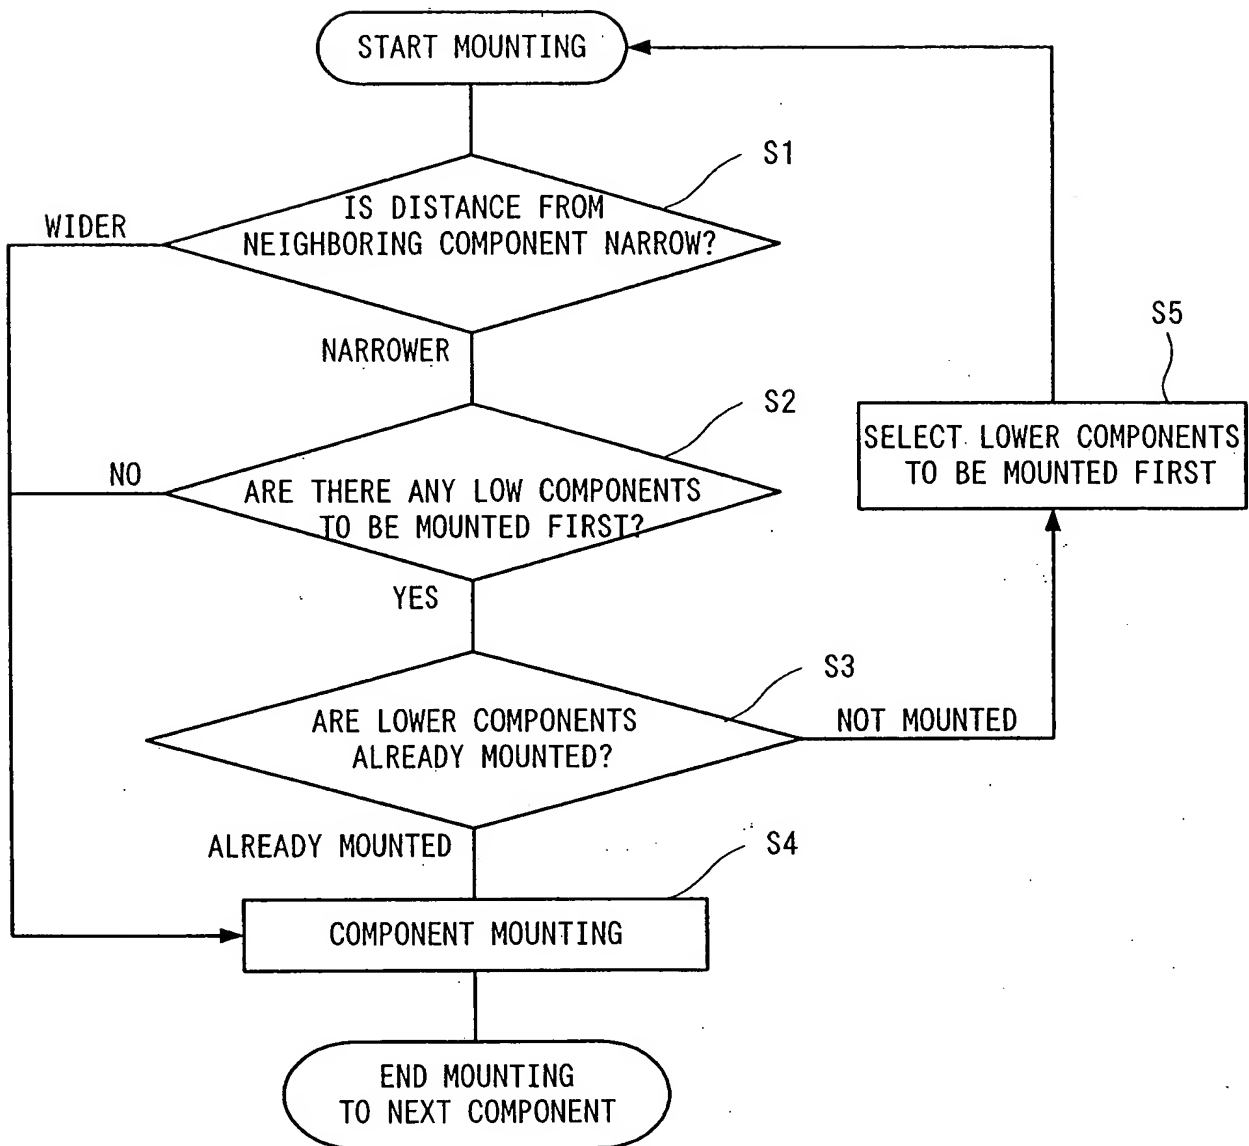 START MOUNTING
S1
IS DISTANCE FROM
NEIGHBORING COMPONENT NARROW?
WIDER
NARROWER
S5
SELECT LOWER COMPONENTS
TO BE MOUNTED FIRST
S2
NO
ARE THERE ANY LOW COMPONENTS
TO BE MOUNTED FIRST?
YES
S3
ARE LOWER COMPONENTS
ALREADY MOUNTED?
NOT MOUNTED
ALREADY MOUNTED
S4
COMPONENT MOUNTING
END MOUNTING
TO NEXT COMPONENT